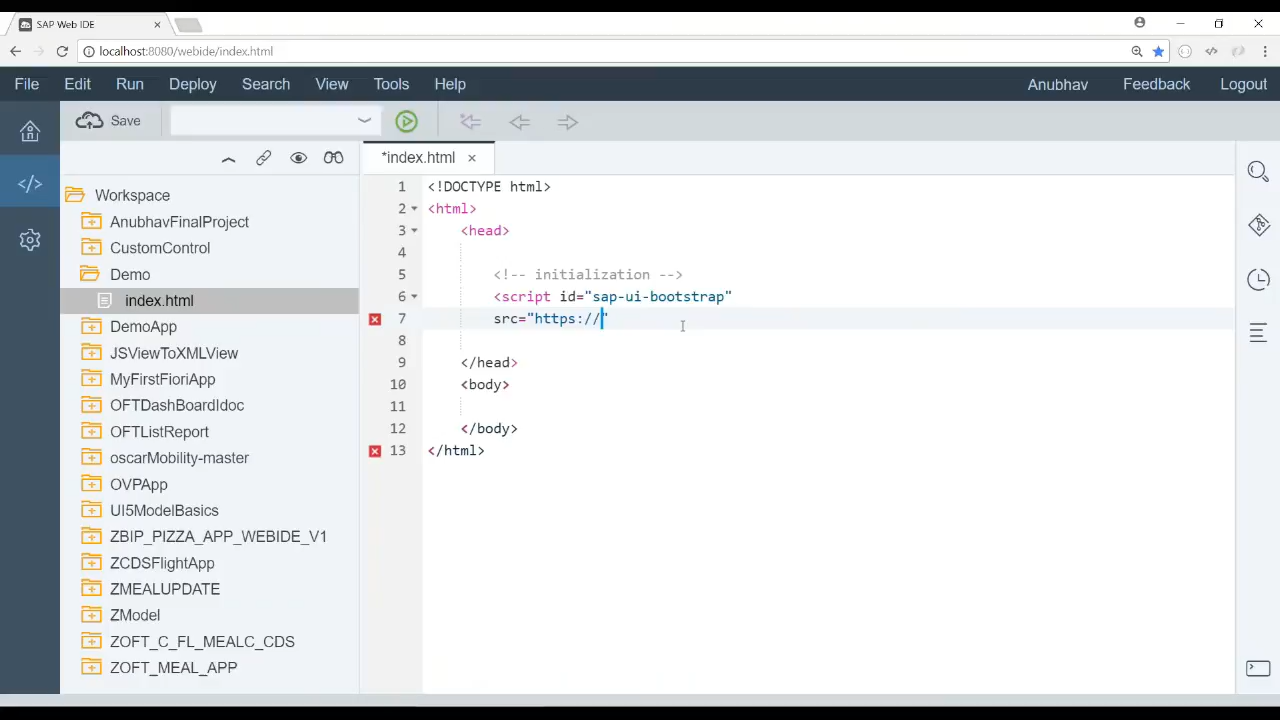 SAP Web IDE
localhost:8080/webide/index.html
File Edit Run Deploy Search View Tools Help Anubhav Feedback Logout
Save
*index.html
Workspace
AnubhavFinalProject
CustomControl
Demo
index.html
DemoApp
JSViewToXMLView
MyFirstFioriApp
OFTDashBoardIdoc
OFTListReport
oscarMobility-master
OVPApp
UI5ModelBasics
ZBIP_PIZZA_APP_WEBIDE_V1
ZCDSFlightApp
ZMEALUPDATE
ZModel
ZOFT_C_FL_MEALC_CDS
ZOFT_MEAL_APP
1 <!DOCTYPE html>
2 <html>
3 <head>
4
5 <!-- initialization -->
6 <script id="sap-ui-bootstrap"
7 src="https://"
8
9 </head>
10 <body>
11
12 </body>
13 </html>